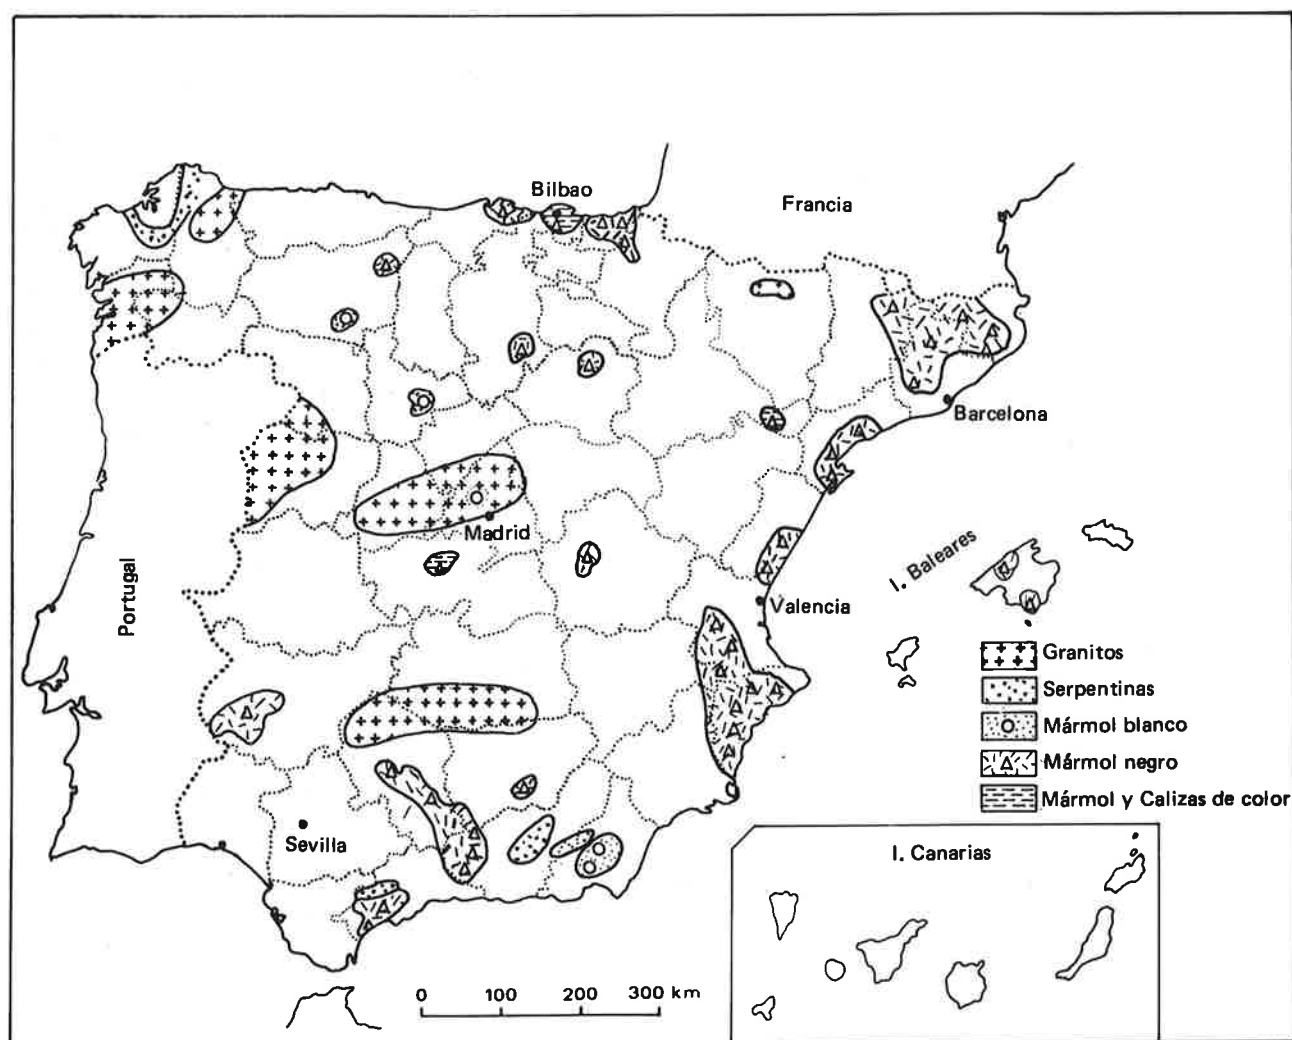 Bilbao
Francia
Barcelona
Madrid
Portugal
I. Baleares
Valencia
Granitos
Serpentinas
Mármol blanco
Mármol negro
Mármol y Calizas de color
Sevilla
I. Canarias
0 100 200 300 km